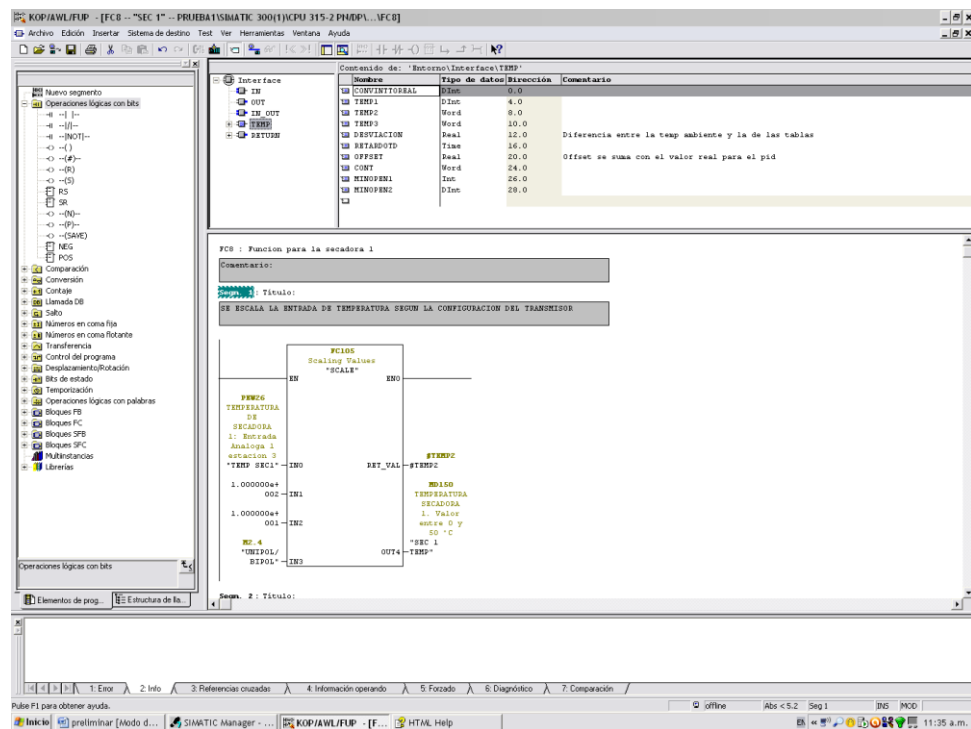 KOP/AWL/FUP - [FC8 -- "SEC 1" -- PRUEBA1\SIMATIC 300(1)\CPU 315-2 PN/DP\...\FC8]
Archivo Edición Insertar Sistema de destino Test Ver Herramientas Ventana Ayuda
Nuevo segmento
Operaciones lógicas con bits
--| |--
--|/|--
--|NOT|--
--( )
--(#)--
--(R)
--(S)
RS
SR
--(N)--
--(P)--
--(SAVE)
NEG
POS
Comparación
Conversión
Contaje
Llamada DB
Salto
Números en coma fija
Números en coma flotante
Transferencia
Control del programa
Desplazamiento/Rotación
Bits de estado
Temporización
Operaciones lógicas con palabras
Bloques FB
Bloques FC
Bloques SFB
Bloques SFC
Multinstancias
Librerías
Operaciones lógicas con bits
Elementos de prog...
Estructura de lla...
Interface
IN
OUT
IN_OUT
TEMP
RETURN
Contenido de: 'Entorno\Interface\TEMP'
Nombre Tipo de datos Dirección Comentario
CONVINTTOREAL DInt 0.0
TEMP1 DInt 4.0
TEMP2 Word 8.0
TEMP3 Word 10.0
DESVIACION Real 12.0 Diferencia entre la temp ambiente y la de las tablas
RETARDOTD Time 16.0
OFFSET Real 20.0 Offset se suma con el valor real para el pid
CONT Word 24.0
MINOPEN1 Int 26.0
MINOPEN2 DInt 28.0
FC8 : Funcion para la secadora 1
Comentario:
Segm. 1 : Título:
SE ESCALA LA ENTRADA DE TEMPERATURA SEGUN LA CONFIGURACION DEL TRANSMISOR
FC105
Scaling Values
"SCALE"
EN ENO
PEW26
TEMPERATURA
DE
SECADORA
1: Entrada
Analoga 1
estacion 3
"TEMP SEC1" IN0
#TEMP2
RET_VAL #TEMP2
1.000000e+
002 IN1
1.000000e+
001 IN2
M2.4
"UNIPOL/
BIPOL" IN3
MD150
TEMPERATURA
SECADORA
1. Valor
entre 0 y
50 °C
"SEC 1
OUT4 TEMP"
Segm. 2 : Título:
1: Error 2: Info 3: Referencias cruzadas 4: Información operando 5: Forzado 6: Diagnóstico 7: Comparación
Pulse F1 para obtener ayuda.
offline Abs < 5.2 Seg 1 INS MOD
Inicio preliminar [Modo d... SIMATIC Manager - ... KOP/AWL/FUP - [F... HTML Help
11:35 a.m.